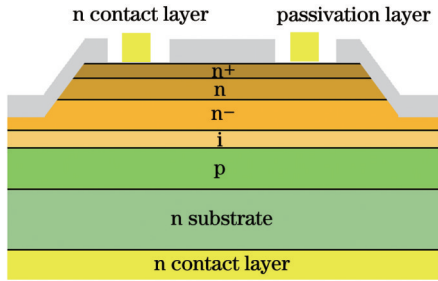 n contact layer passivation layer
n+
n
n−
i
p
n substrate
n contact layer